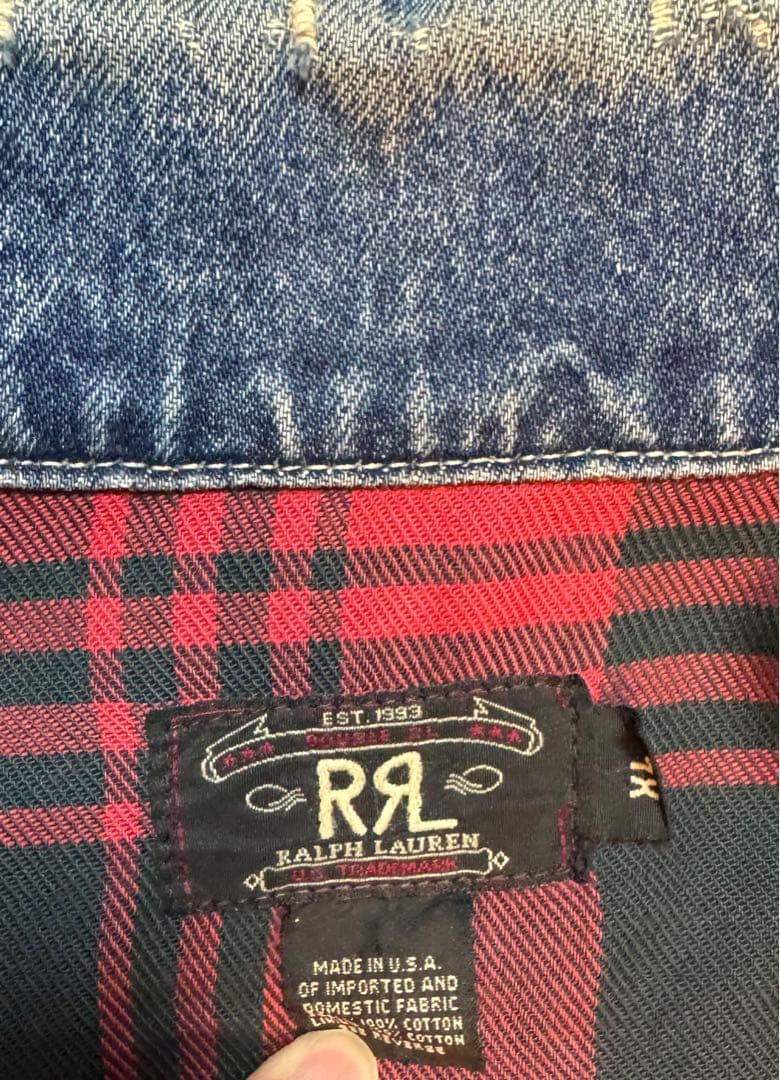 EST. 1993
★★★ DOUBLE RL ★★★
RRL
RALPH LAUREN
U.S. TRADEMARK
XL
MADE IN U.S.A.
OF IMPORTED AND
DOMESTIC FABRIC
100% COTTON
COTTON
REVERSE